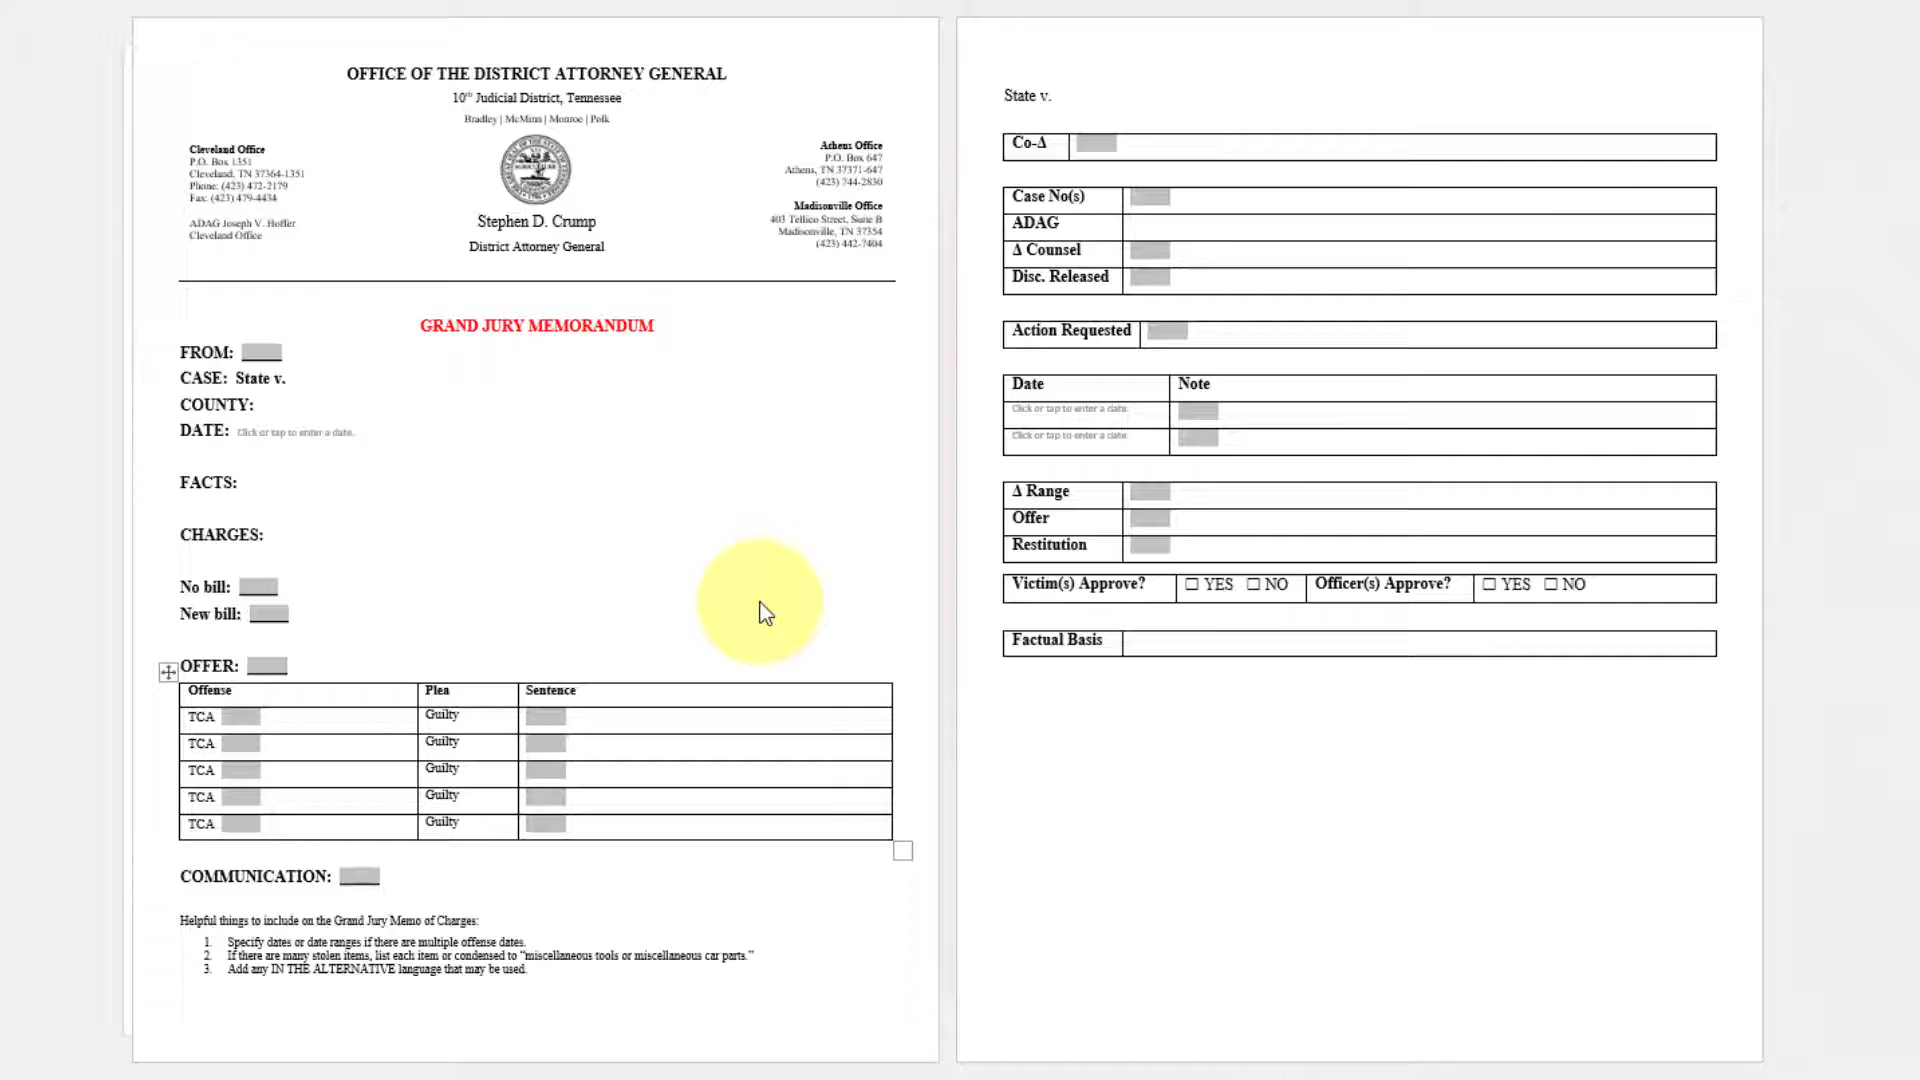 OFFICE OF THE DISTRICT ATTORNEY GENERAL
10th Judicial District, Tennessee
Bradley | McMinn | Monroe | Polk
Cleveland Office
P.O. Box 1351
Cleveland, TN 37364-1351
Phone: (423) 472-2179
Fax: (423) 479-4434
ADAG Joseph V. Hoffer
Cleveland Office
Stephen D. Crump
District Attorney General
Athens Office
P.O. Box 647
Athens, TN 37371-647
(423) 744-2830
Madisonville Office
403 Tellico Street, Suite B
Madisonville, TN 37354
(423) 442-7404
GRAND JURY MEMORANDUM
FROM:
CASE: State v.
COUNTY:
DATE: Click or tap to enter a date.
FACTS:
CHARGES:
No bill:
New bill:
OFFER:
Offense Plea Sentence
TCA Guilty
TCA Guilty
TCA Guilty
TCA Guilty
TCA Guilty
COMMUNICATION:
Helpful things to include on the Grand Jury Memo of Charges:
1. Specify dates or date ranges if there are multiple offense dates.
2. If there are many stolen items, list each item or condensed to “miscellaneous tools or miscellaneous car parts.”
3. Add any IN THE ALTERNATIVE language that may be used.
State v.
Co-Δ
Case No(s)
ADAG
Δ Counsel
Disc. Released
Action Requested
Date Note
Click or tap to enter a date.
Click or tap to enter a date.
Δ Range
Offer
Restitution
Victim(s) Approve? ☐ YES ☐ NO Officer(s) Approve? ☐ YES ☐ NO
Factual Basis